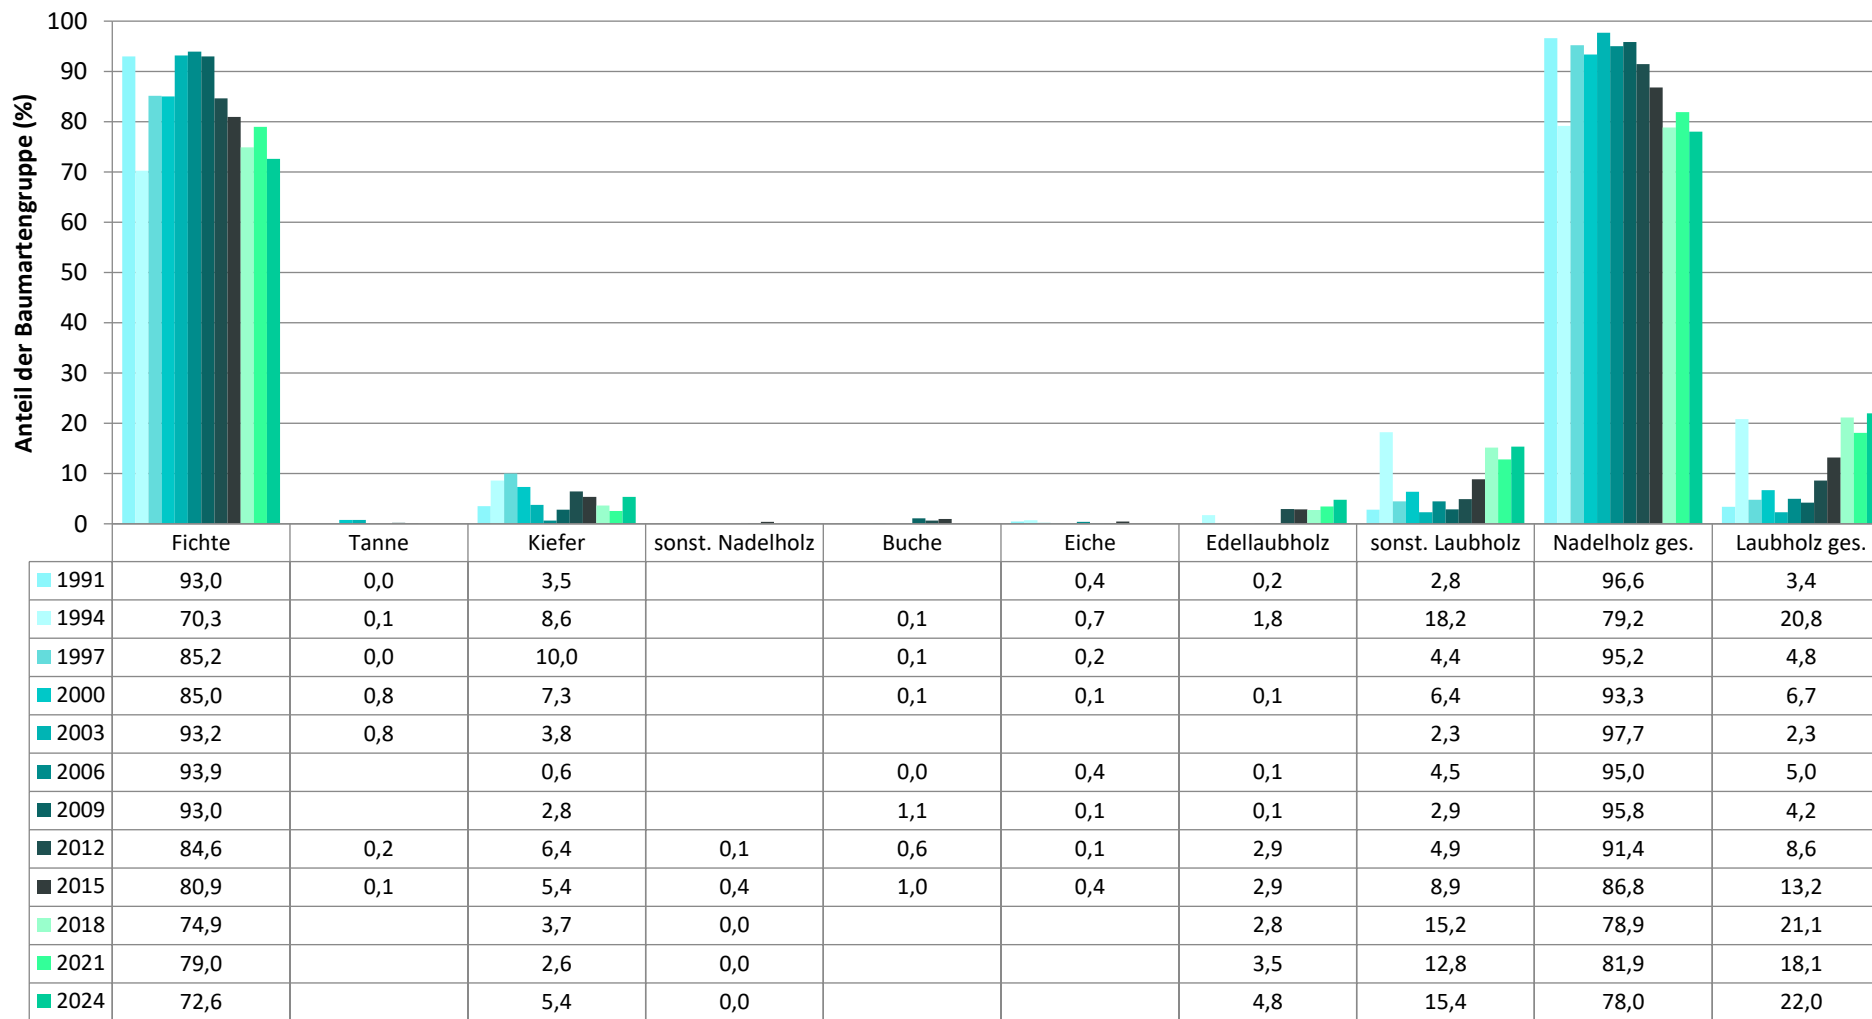 Anteil der Baumartengruppe (%)
100
90
80
70
60
50
40
30
20
10
0
Fichte Tanne Kiefer sonst. Nadelholz Buche Eiche Edellaubholz sonst. Laubholz Nadelholz ges. Laubholz ges.
1991 93,0 0,0 3,5 0,4 0,2 2,8 96,6 3,4
1994 70,3 0,1 8,6 0,1 0,7 1,8 18,2 79,2 20,8
1997 85,2 0,0 10,0 0,1 0,2 4,4 95,2 4,8
2000 85,0 0,8 7,3 0,1 0,1 0,1 6,4 93,3 6,7
2003 93,2 0,8 3,8 2,3 97,7 2,3
2006 93,9 0,6 0,0 0,4 0,1 4,5 95,0 5,0
2009 93,0 2,8 1,1 0,1 0,1 2,9 95,8 4,2
2012 84,6 0,2 6,4 0,1 0,6 0,1 2,9 4,9 91,4 8,6
2015 80,9 0,1 5,4 0,4 1,0 0,4 2,9 8,9 86,8 13,2
2018 74,9 3,7 0,0 2,8 15,2 78,9 21,1
2021 79,0 2,6 0,0 3,5 12,8 81,9 18,1
2024 72,6 5,4 0,0 4,8 15,4 78,0 22,0